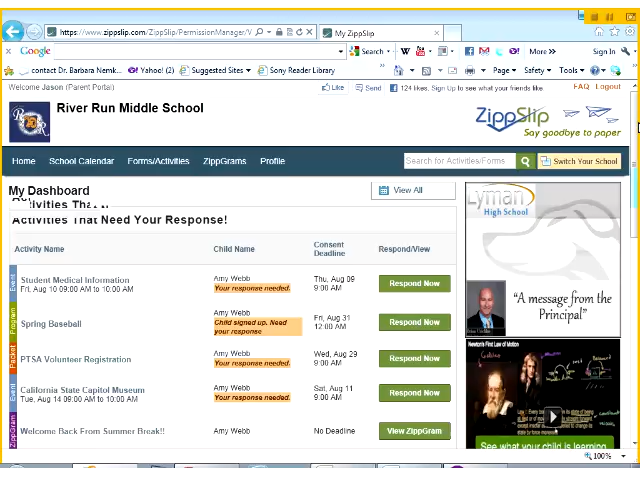 https://www.zippslip.com/ZippSlip/PermissionManager/V
My ZippSlip
Google
Search
More >>
Sign In
contact Dr. Barbara Nemk...
Yahoo! (2)
Suggested Sites
Sony Reader Library
Page
Safety
Tools
Welcome Jason (Parent Portal)
Like
Send
124 likes. Sign Up to see what your friends like.
FAQ
Logout
River Run Middle School
ZippSlip
Say goodbye to paper
Home
School Calendar
Forms/Activities
ZippGrams
Profile
Search for Activities/Forms
Switch Your School
My Dashboard
View All
Activities That Need Your Response!
Activity Name
Child Name
Consent Deadline
Respond/View
Event
Student Medical Information
Fri, Aug 10 09:00 AM to 10:00 AM
Amy Webb
Your response needed.
Thu, Aug 09
9:00 AM
Respond Now
Program
Spring Baseball
Amy Webb
Child signed up. Need
your response
Fri, Aug 31
12:00 AM
Respond Now
Packet
PTSA Volunteer Registration
Amy Webb
Your response needed.
Wed, Aug 29
9:00 AM
Respond Now
Event
California State Capitol Museum
Tue, Aug 14 09:00 AM to 10:00 AM
Amy Webb
Your response needed.
Sat, Aug 11
9:00 AM
Respond Now
ZippGram
Welcome Back From Summer Break!!
Amy Webb
No Deadline
View ZippGram
Lyman
High School
"A message from the
Principal"
Newton's First Law of Motion
Galileo
See what your child is learning
100%